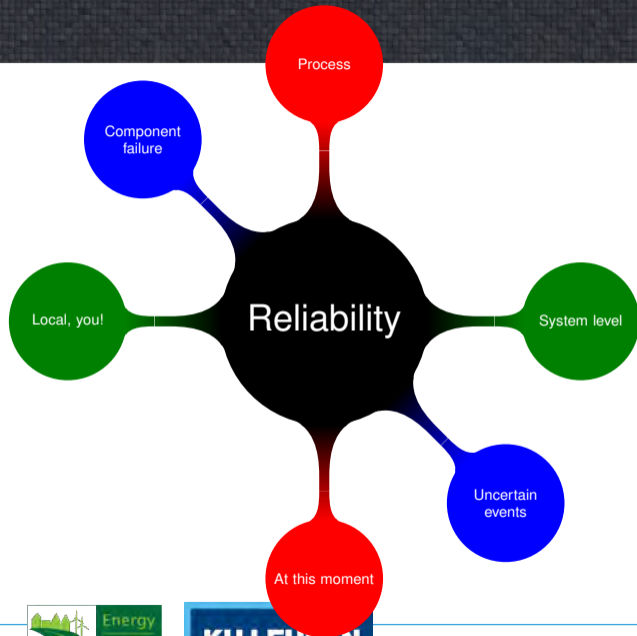 Process
Component
failure
Local, you!
Reliability
System level
Uncertain
events
At this moment
Energy